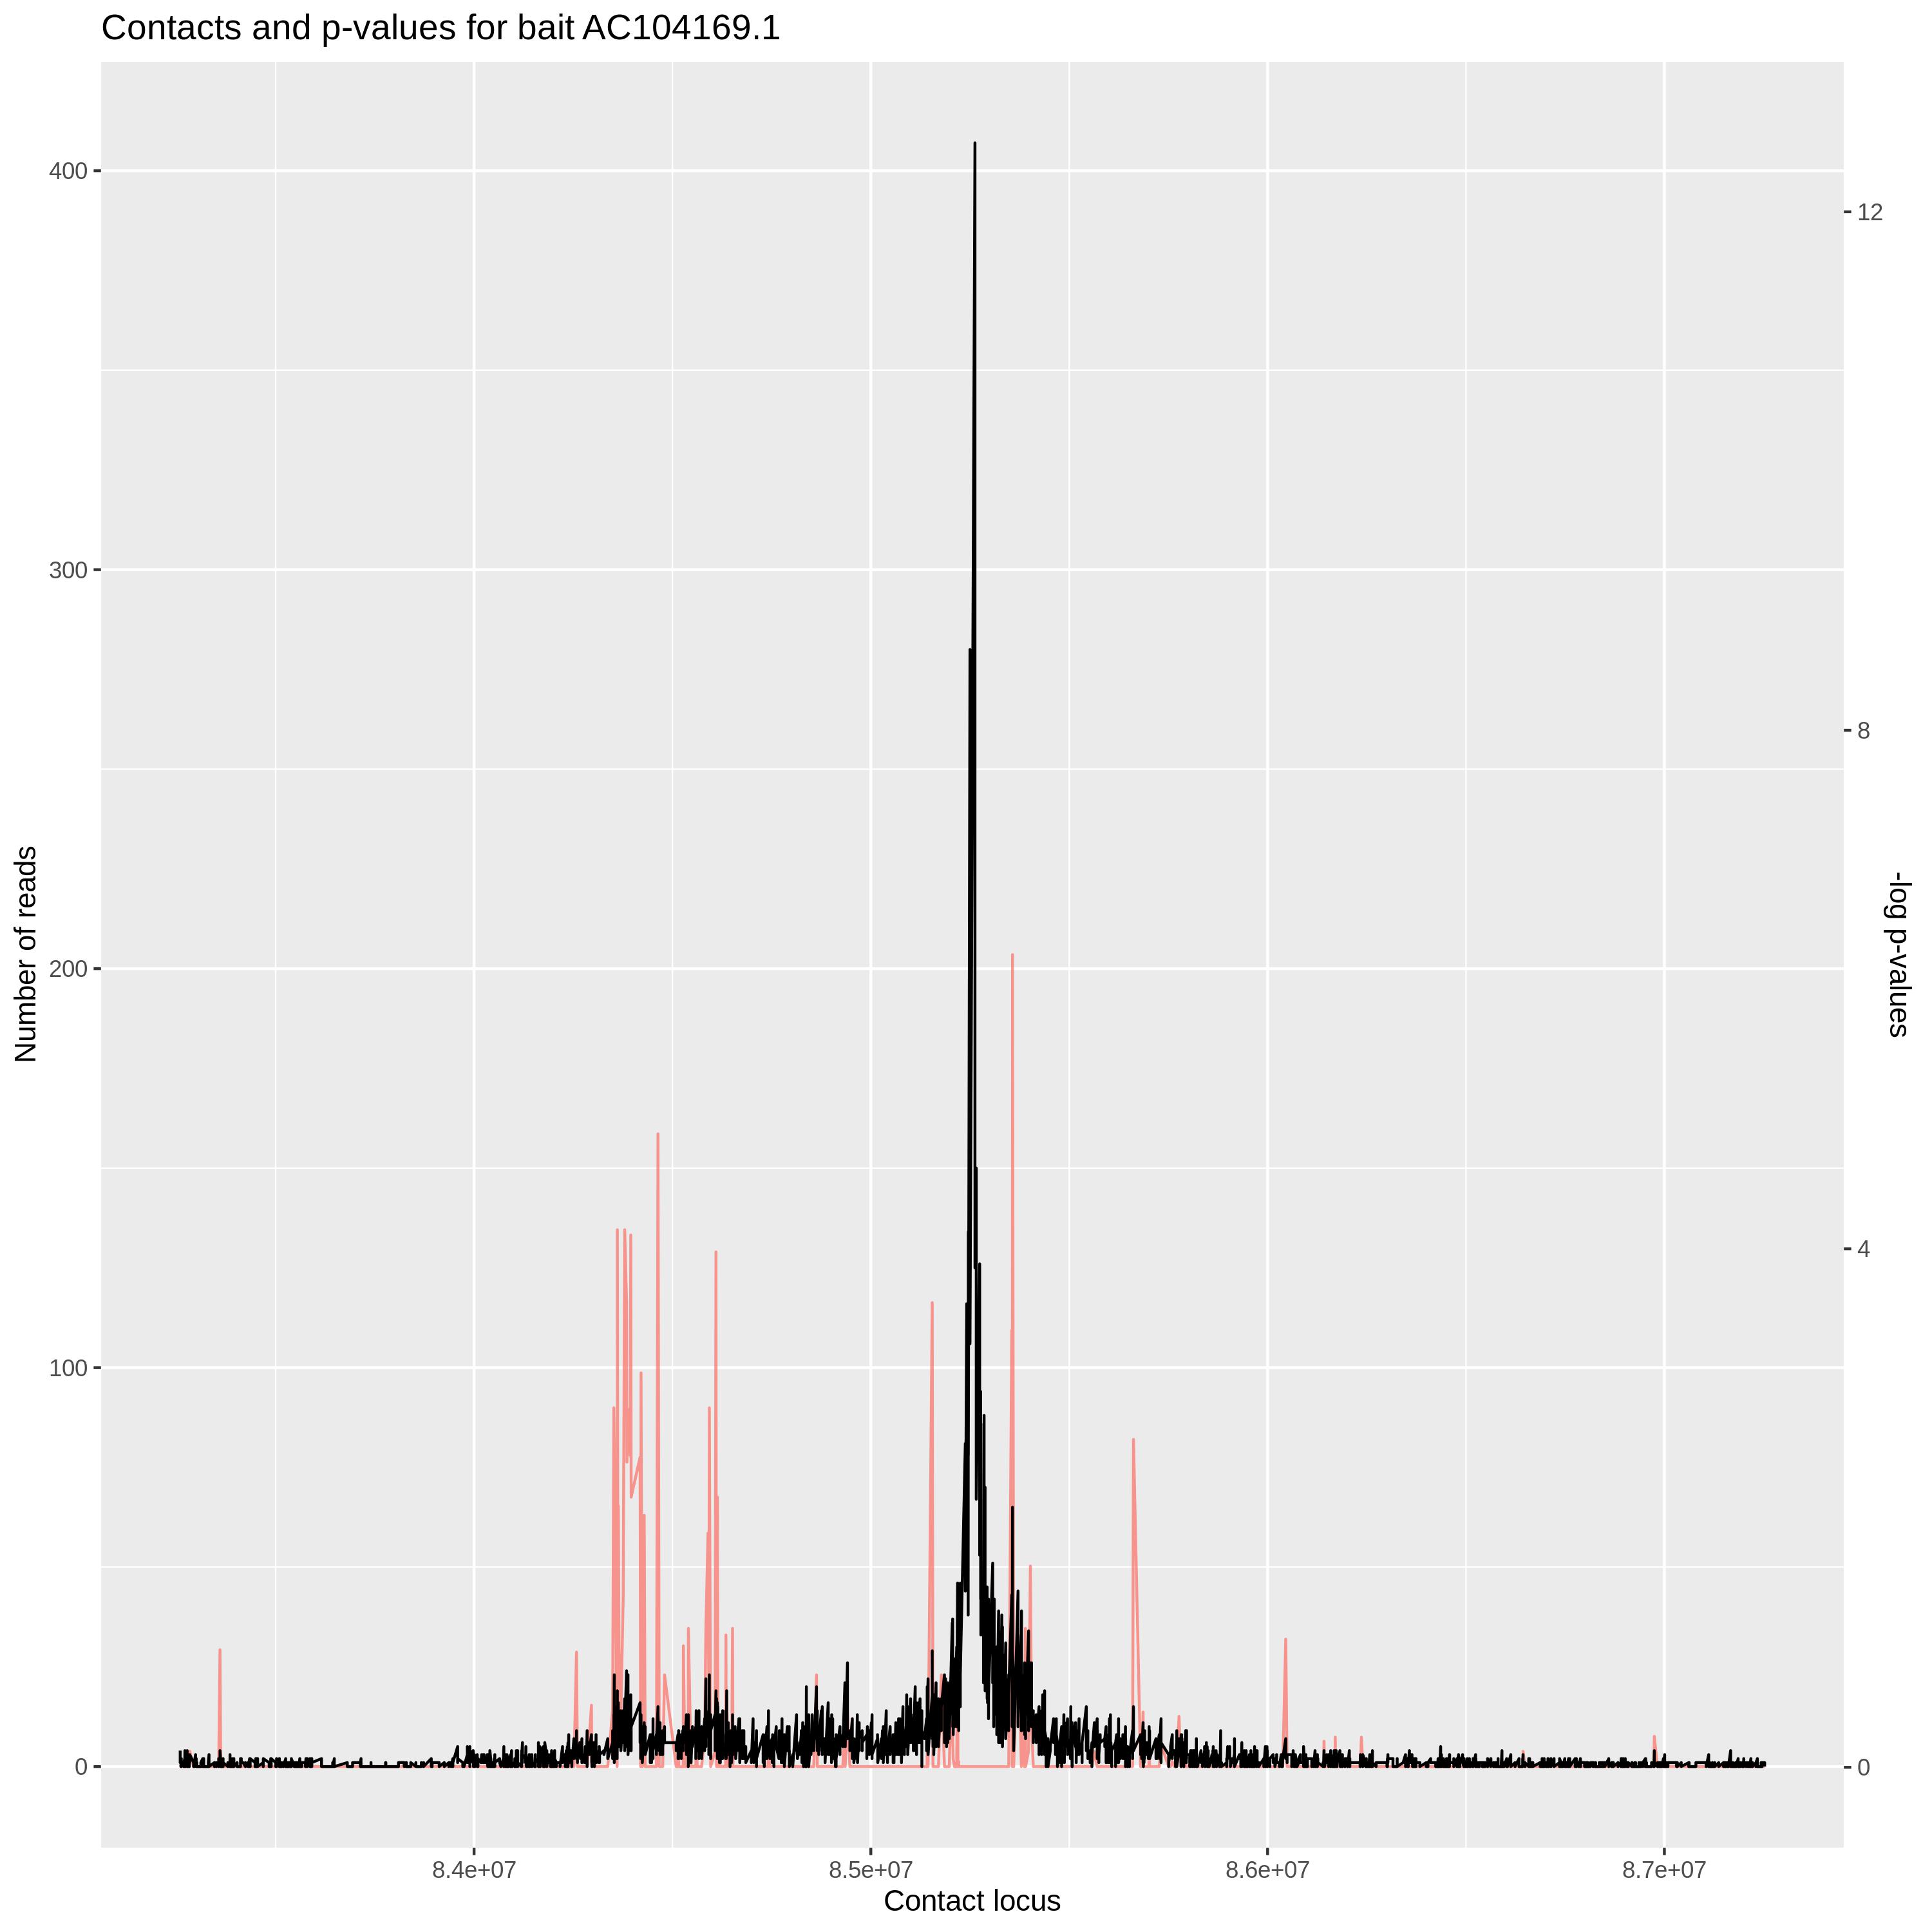 Contacts and p-values for bait AC104169.1
400
300
200
100
0
Number of reads
12
8
4
0
-log p-values
8.4e+07
8.5e+07
8.6e+07
8.7e+07
Contact locus